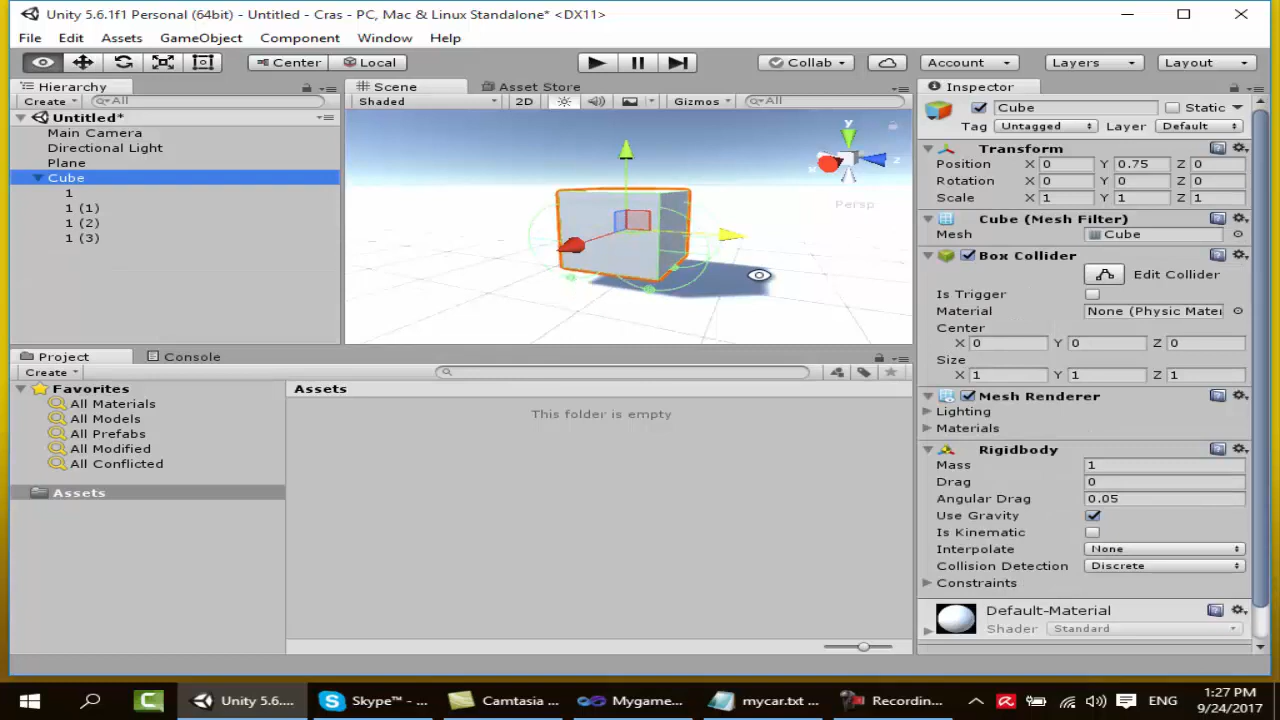 Unity 5.6.1f1 Personal (64bit) - Untitled - Cras - PC, Mac & Linux Standalone* <DX11>
File Edit Assets GameObject Component Window Help
Center Local Collab Account Layers Layout
Hierarchy
Create All
Untitled*
Main Camera
Directional Light
Plane
Cube
1
1 (1)
1 (2)
1 (3)
Scene Asset Store
Shaded 2D Gizmos All
y
x z
Persp
Project Console
Create
Favorites
All Materials
All Models
All Prefabs
All Modified
All Conflicted
Assets
Assets
This folder is empty
Inspector
Cube Static
Tag Untagged Layer Default
Transform
Position X 0 Y 0.75 Z 0
Rotation X 0 Y 0 Z 0
Scale X 1 Y 1 Z 1
Cube (Mesh Filter)
Mesh Cube
Box Collider
Edit Collider
Is Trigger
Material None (Physic Mater
Center
X 0 Y 0 Z 0
Size
X 1 Y 1 Z 1
Mesh Renderer
Lighting
Materials
Rigidbody
Mass 1
Drag 0
Angular Drag 0.05
Use Gravity
Is Kinematic
Interpolate None
Collision Detection Discrete
Constraints
Default-Material
Shader Standard
Unity 5.6.... Skype™ - ... Camtasia ... Mygame... mycar.txt ... Recordin... ENG 1:27 PM
9/24/2017